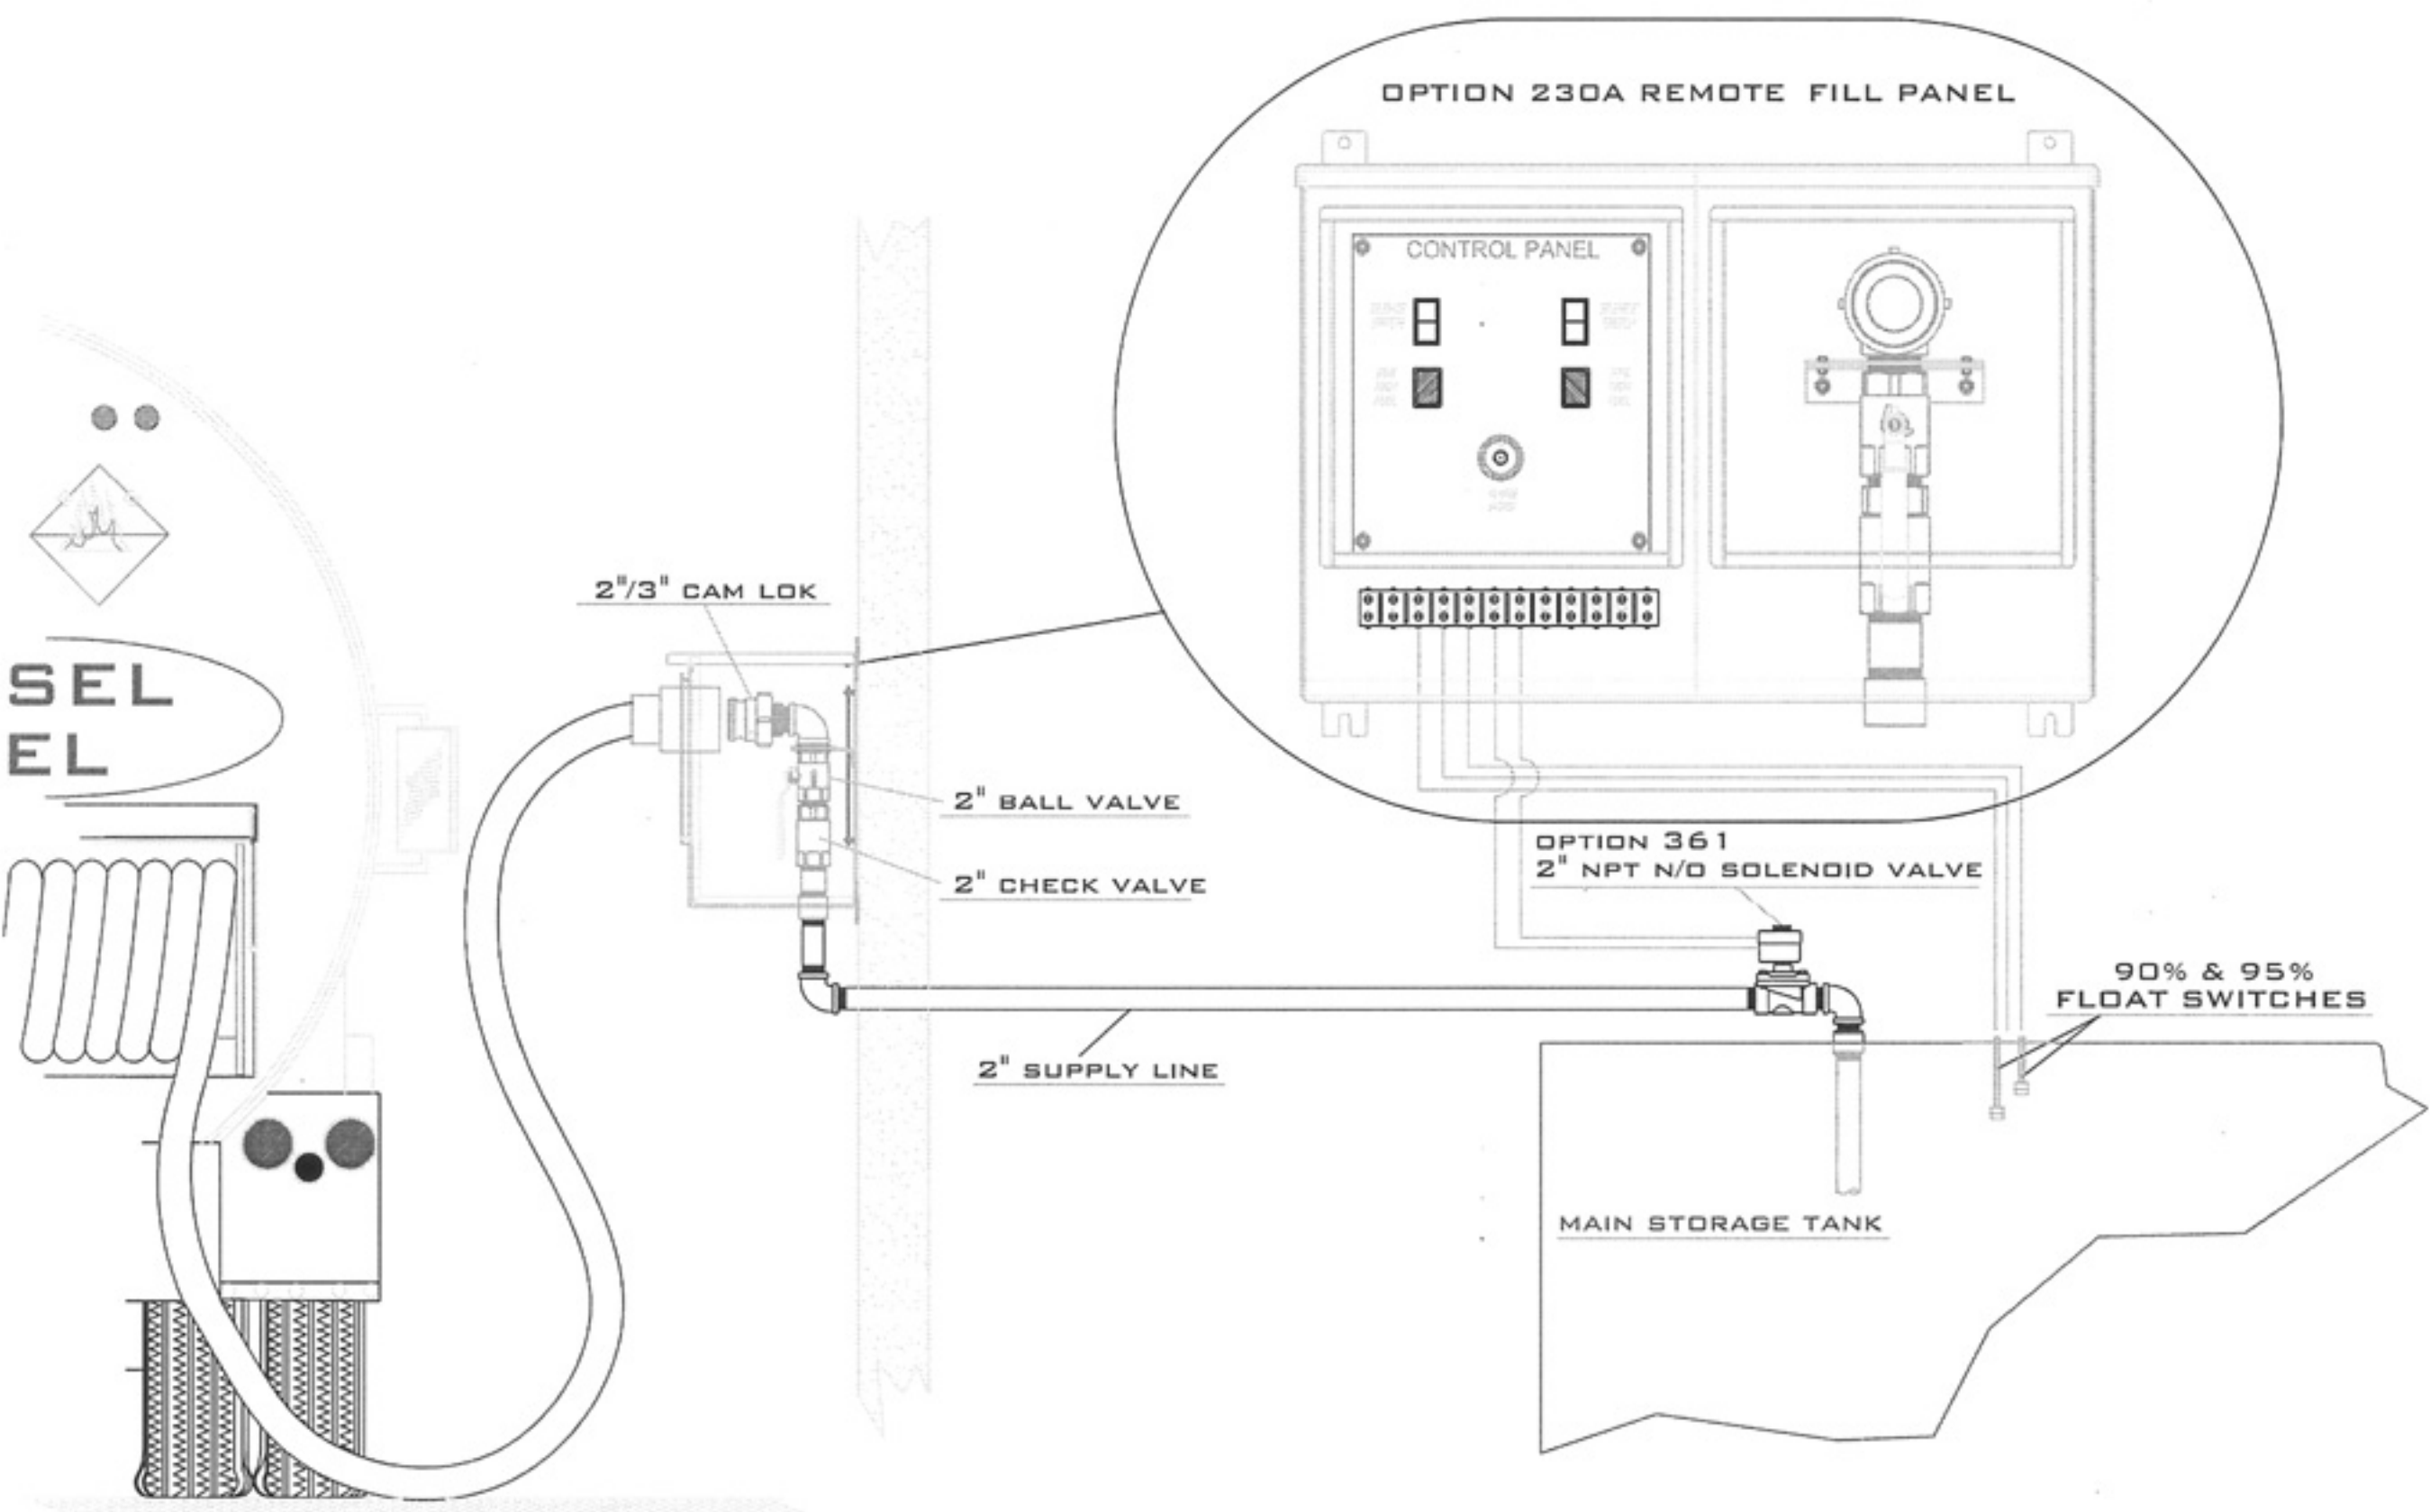 OPTION 230A REMOTE FILL PANEL
CONTROL PANEL
2"/3" CAM LOK
SEL
EL
2" BALL VALVE
2" CHECK VALVE
OPTION 361
2" NPT N/O SOLENOID VALVE
90% & 95%
FLOAT SWITCHES
2" SUPPLY LINE
MAIN STORAGE TANK